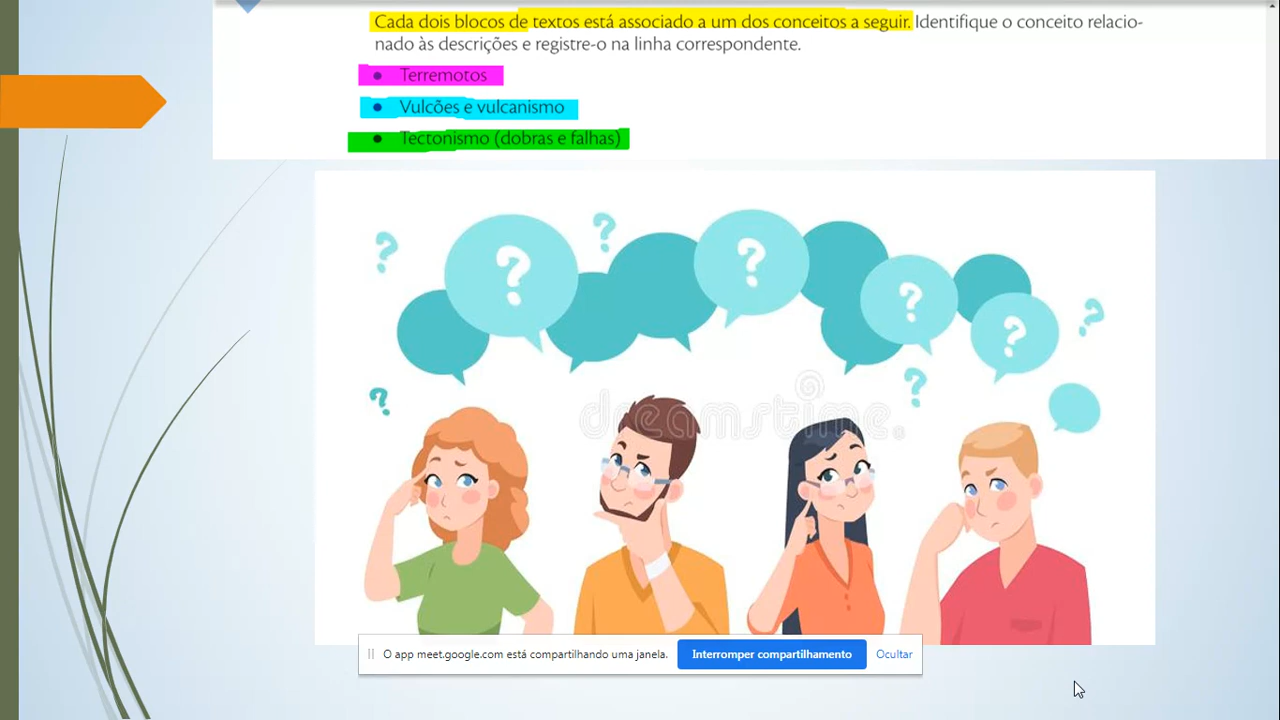 Cada dois blocos de textos está associado a um dos conceitos a seguir. Identifique o conceito relacio-
nado às descrições e registre-o na linha correspondente.
• Terremotos
• Vulcões e vulcanismo
• Tectonismo (dobras e falhas)
? ? ? ? ? ? ? ? ?
dreamstime.
O app meet.google.com está compartilhando uma janela. Interromper compartilhamento Ocultar